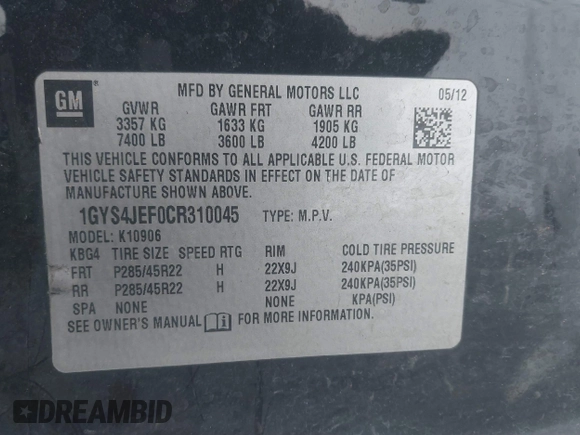 GM
MFD BY GENERAL MOTORS LLC 05/12
GVWR GAWR FRT GAWR RR
3357 KG 1633 KG 1905 KG
7400 LB 3600 LB 4200 LB
THIS VEHICLE CONFORMS TO ALL APPLICABLE U.S. FEDERAL MOTOR
VEHICLE SAFETY STANDARDS IN EFFECT ON THE DATE OF
MANUFACTURE SHOWN ABOVE.
1GYS4JEF0CR310045 TYPE: M.P.V.
MODEL: K10906
KBG4 TIRE SIZE SPEED RTG RIM COLD TIRE PRESSURE
FRT P285/45R22 H 22X9J 240KPA(35PSI)
RR P285/45R22 H 22X9J 240KPA(35PSI)
SPA NONE NONE KPA(PSI)
SEE OWNER'S MANUAL FOR MORE INFORMATION.
DREAMBID